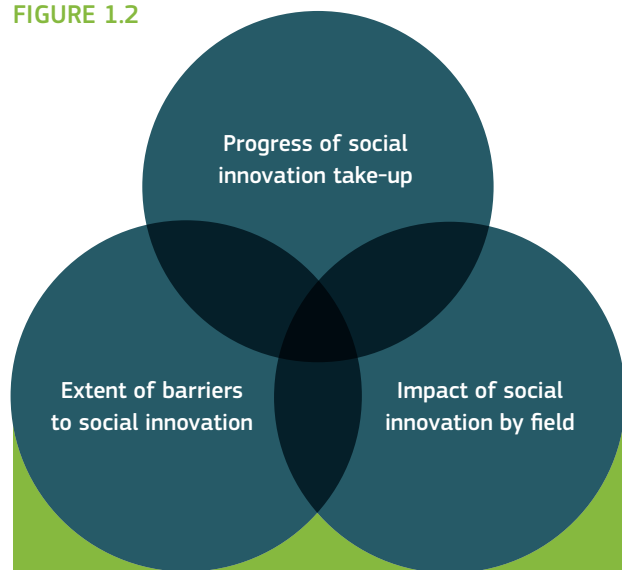 FIGURE 1.2
Progress of social
innovation take-up
Extent of barriers
to social innovation
Impact of social
innovation by field